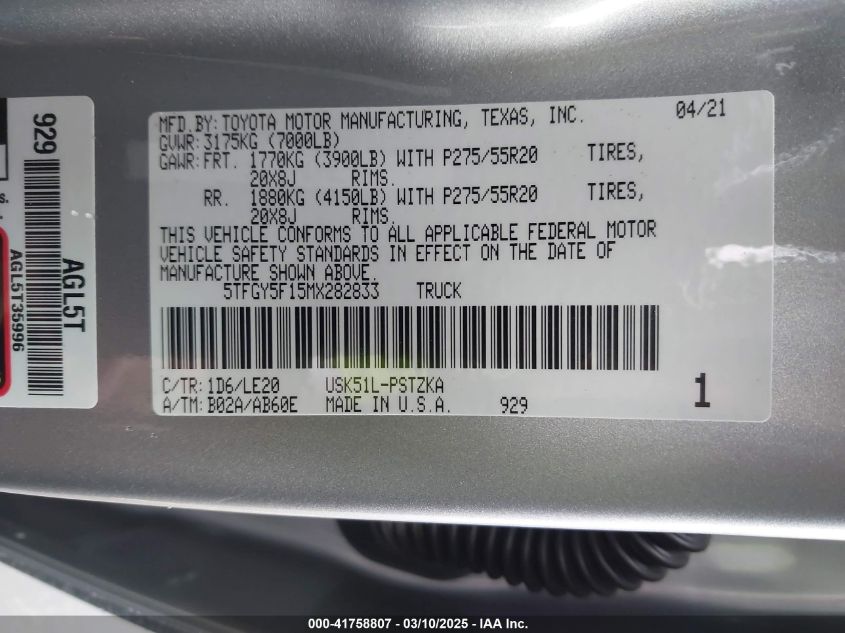 MFD.BY:TOYOTA MOTOR MANUFACTURING, TEXAS, INC. 04/21
GVWR:3175KG (7000LB)
GAWR:FRT. 1770KG (3900LB) WITH P275/55R20 TIRES,
20X8J RIMS.
RR. 1880KG (4150LB) WITH P275/55R20 TIRES,
20X8J RIMS.
THIS VEHICLE CONFORMS TO ALL APPLICABLE FEDERAL MOTOR
VEHICLE SAFETY STANDARDS IN EFFECT ON THE DATE OF
MANUFACTURE SHOWN ABOVE.
5TFGY5F15MX282833 TRUCK
C/TR:1D6/LE20 USK51L-PSTZKA
A/TM:B02A/AB60E MADE IN U.S.A. 929 1
929
AGL5T
AGL5T35996
s.
000-41758807 - 03/10/2025 - IAA Inc.